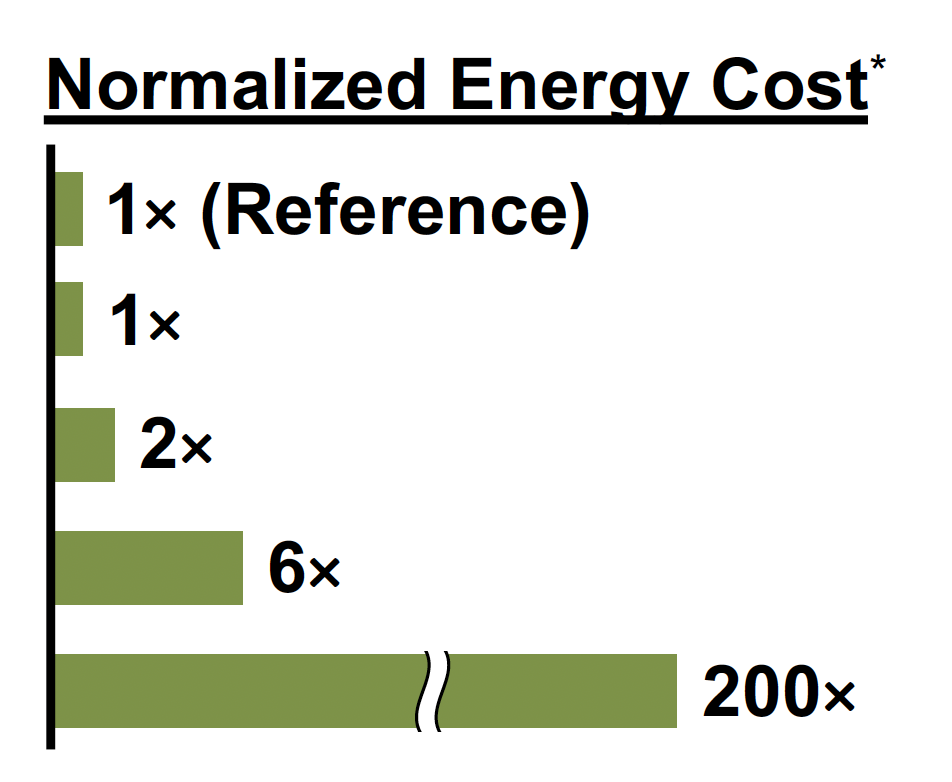 Normalized Energy Cost*
1× (Reference)
1×
2×
6×
200×